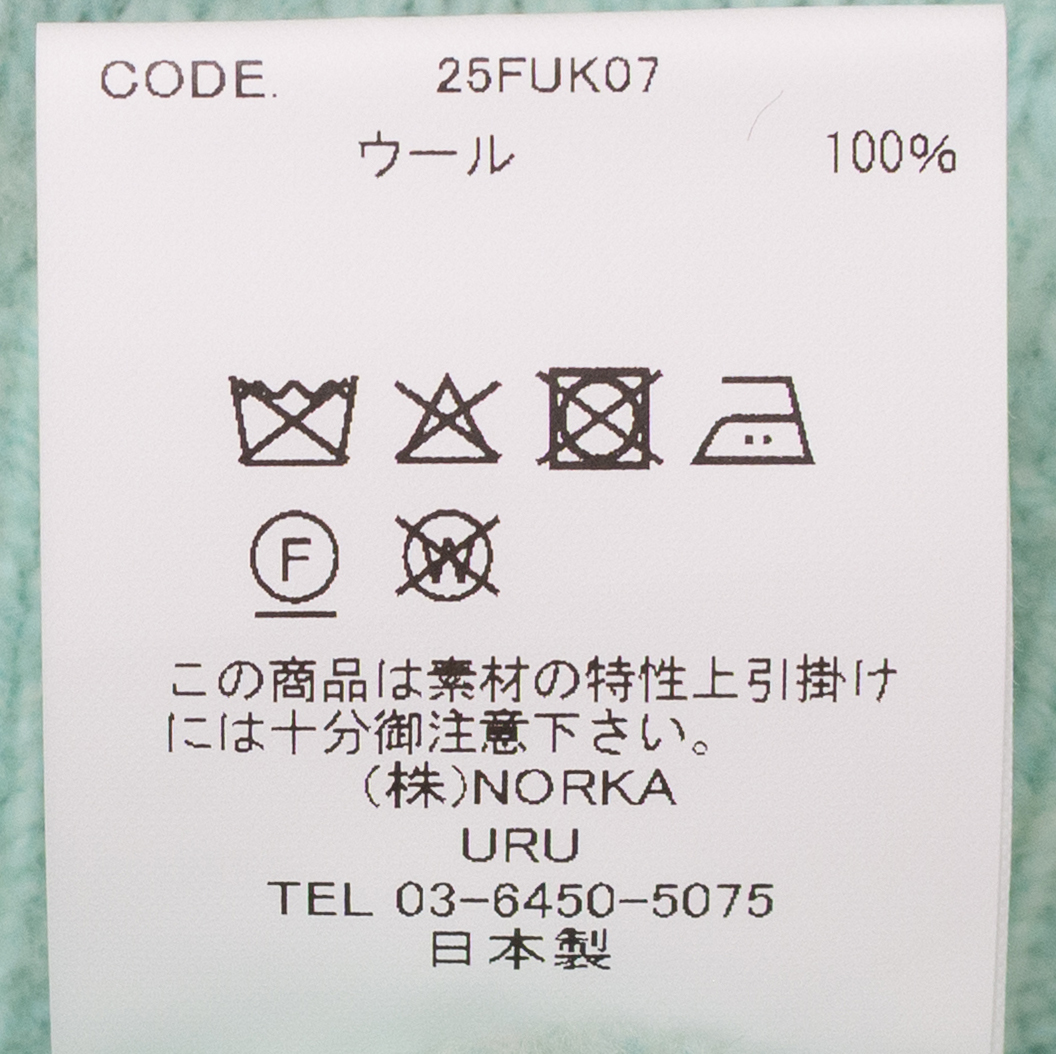 CODE. 25FUK07
ウール 100%
F W
この商品は素材の特性上引掛け
には十分御注意下さい。
(株)NORKA
URU
TEL 03-6450-5075
日本製